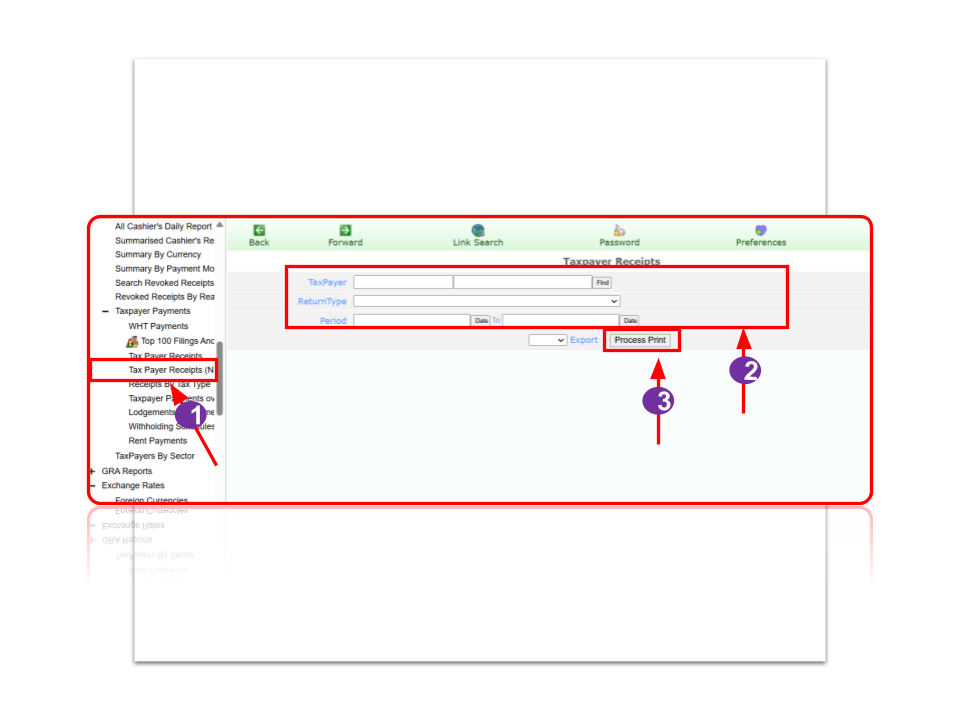 All Cashier's Daily Report
Summarised Cashier's Re
Summary By Currency
Summary By Payment Mo
Search Revoked Receipts
Revoked Receipts By Rea
Taxpayer Payments
WHT Payments
Top 100 Filings Anc
Tax Payer Receipts
Tax Payer Receipts (N
Receipts By Tax Type
Taxpayer Payments ov
Lodgements
Withholding Schedules
Rent Payments
TaxPayers By Sector
GRA Reports
Exchange Rates
Foreign Currencies
Back
Forward
Link Search
Password
Preferences
Taxpayer Receipts
TaxPayer
Find
ReturnType
Period
Date To
Date
Export
Process Print
1
2
3